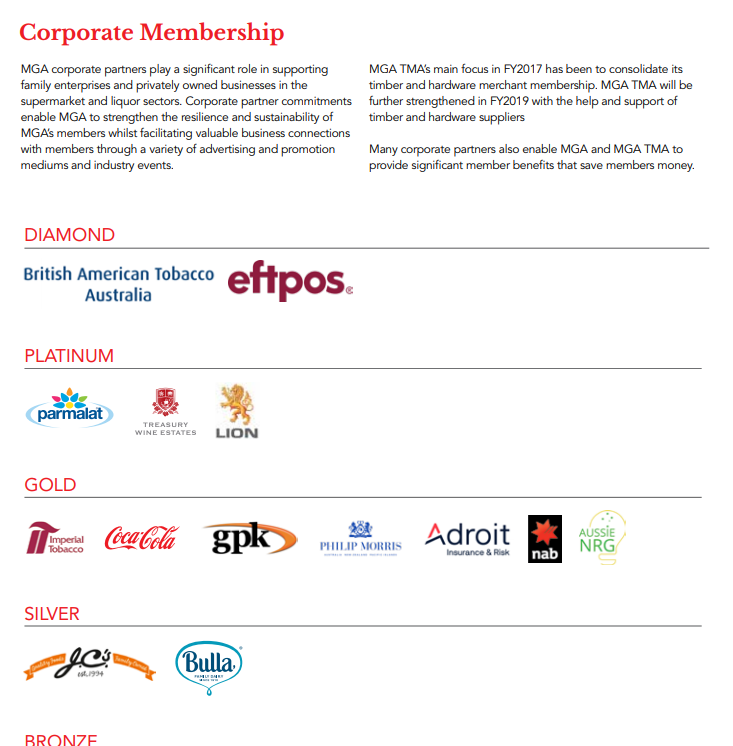 Corporate Membership
MGA corporate partners play a significant role in supporting
family enterprises and privately owned businesses in the
supermarket and liquor sectors. Corporate partner commitments
enable MGA to strengthen the resilience and sustainability of
MGA's members whilst facilitating valuable business connections
with members through a variety of advertising and promotion
mediums and industry events.
MGA TMA's main focus in FY2017 has been to consolidate its
timber and hardware merchant membership. MGA TMA will be
further strengthened in FY2019 with the help and support of
timber and hardware suppliers
Many corporate partners also enable MGA and MGA TMA to
provide significant member benefits that save members money.
DIAMOND
British American Tobacco
Australia
eftpos
PLATINUM
parmalat
TREASURY
WINE ESTATES
LION
GOLD
Imperial
Tobacco
Coca-Cola
gpk
PHILIP MORRIS
Adroit
Insurance & Risk
nab
AUSSIE
NRG
SILVER
J.C's
est. 1994
Bulla
FAMILY DAIRY
BRONZE